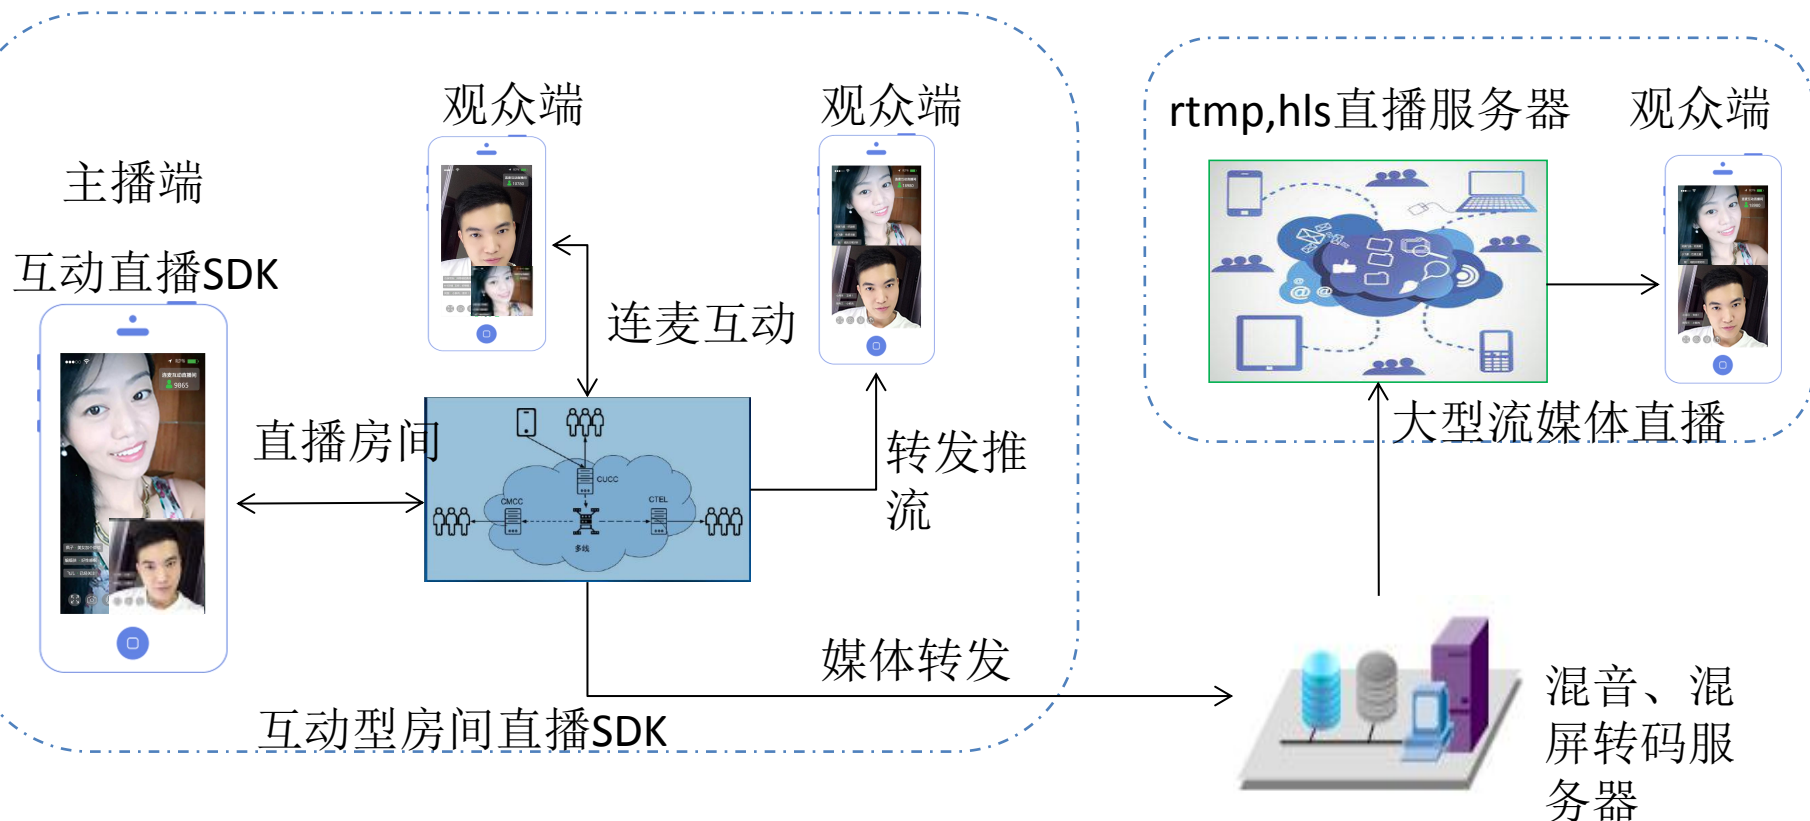 观众端
观众端
rtmp,hls直播服务器
观众端
主播端
互动直播SDK
连麦互动
直播房间
CUCC
CMCC
CTEL
多线
转发推
流
大型流媒体直播
媒体转发
互动型房间直播SDK
混音、混
屏转码服
务器
9865